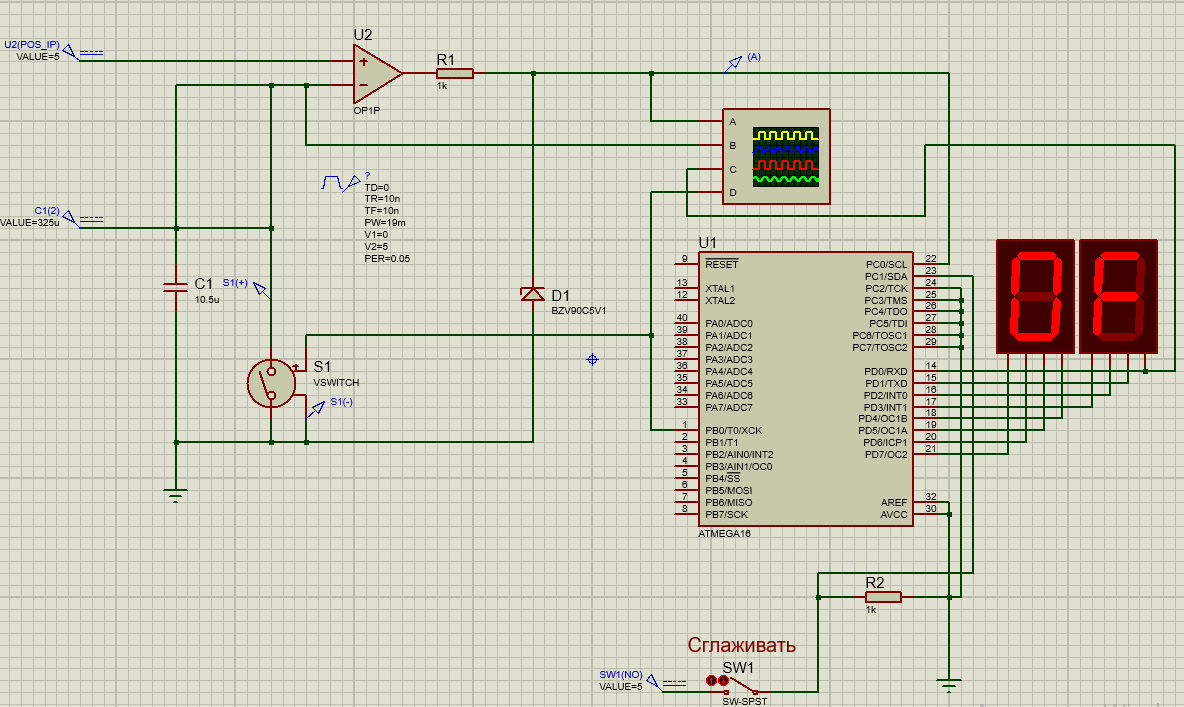 U2
U2(POS_IP)
VALUE=5
R1
1k
(A)
OP1P
A
B
C
D
?
TD=0
TR=10n
TF=10n
PW=19m
V1=0
V2=5
PER=0.05
C1(2)
VALUE=325u
C1
10.5u
S1(+)
D1
BZV90C5V1
S1
VSWITCH
S1(-)
U1
9 RESET PC0/SCL 22
PC1/SDA 23
13 XTAL1 PC2/TCK 24
12 XTAL2 PC3/TMS 25
PC4/TDO 26
40 PA0/ADC0 PC5/TDI 27
39 PA1/ADC1 PC6/TOSC1 28
38 PA2/ADC2 PC7/TOSC2 29
37 PA3/ADC3
36 PA4/ADC4 PD0/RXD 14
35 PA5/ADC5 PD1/TXD 15
34 PA6/ADC6 PD2/INT0 16
33 PA7/ADC7 PD3/INT1 17
PD4/OC1B 18
1 PB0/T0/XCK PD5/OC1A 19
2 PB1/T1 PD6/ICP1 20
3 PB2/AIN0/INT2 PD7/OC2 21
4 PB3/AIN1/OC0
5 PB4/SS
6 PB5/MOSI
7 PB6/MISO AREF 32
8 PB7/SCK AVCC 30
ATMEGA16
0F
R2
1k
Сглаживать
SW1
SW1(NO)
VALUE=5
SW-SPST